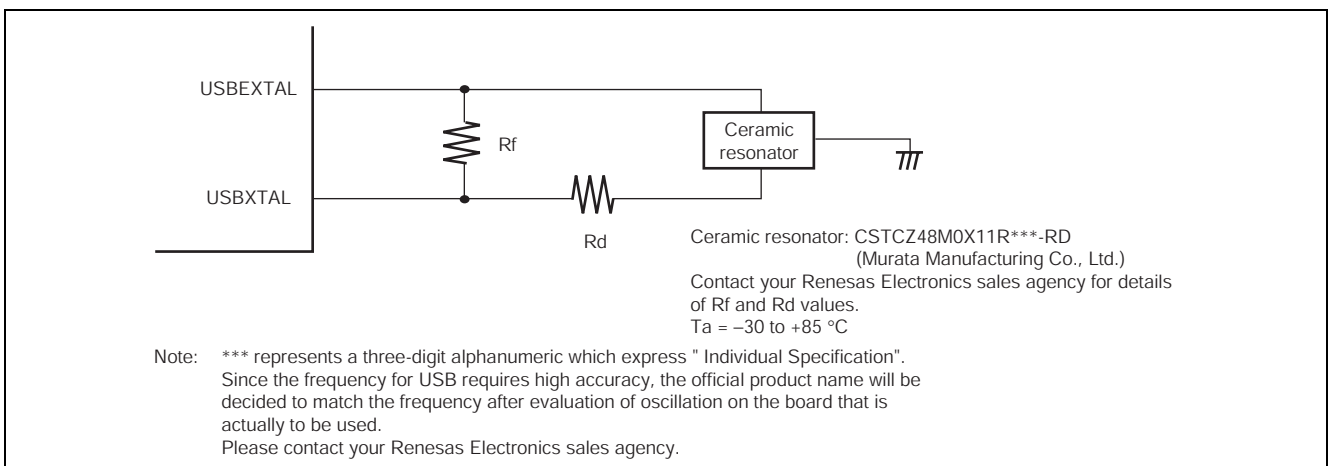 USBEXTAL
Rf
Ceramic
resonator
USBXTAL
Rd
Ceramic resonator: CSTCZ48M0X11R***-RD
(Murata Manufacturing Co., Ltd.)
Contact your Renesas Electronics sales agency for details
of Rf and Rd values.
Ta = –30 to +85 °C
Note: *** represents a three-digit alphanumeric which express " Individual Specification".
Since the frequency for USB requires high accuracy, the official product name will be
decided to match the frequency after evaluation of oscillation on the board that is
actually to be used.
Please contact your Renesas Electronics sales agency.